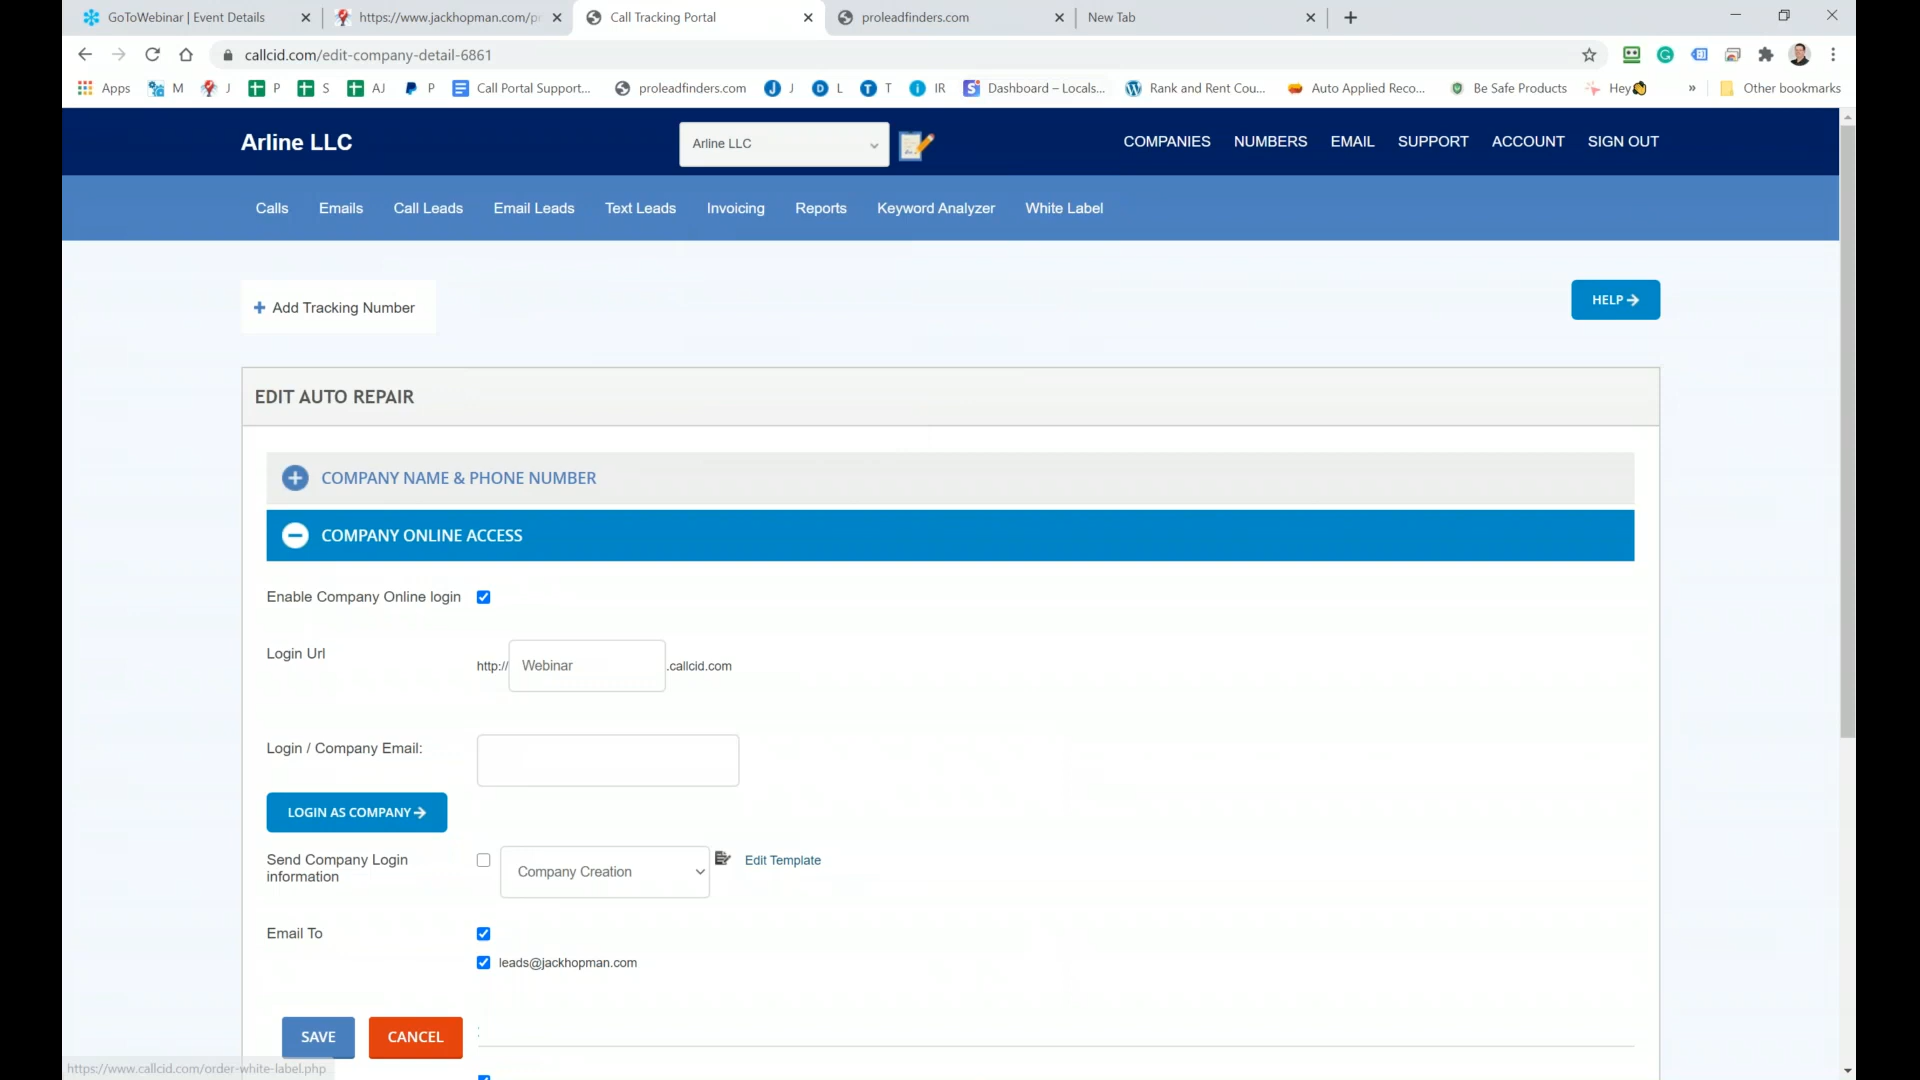 GoToWebinar | Event Details
https://www.jackhopman.com/pr
Call Tracking Portal
proleadfinders.com
New Tab
callcid.com/edit-company-detail-6861
Apps M J P S AJ P Call Portal Support... proleadfinders.com J L T IR Dashboard – Locals... Rank and Rent Cou... Auto Applied Reco... Be Safe Products Hey » Other bookmarks
Arline LLC
Arline LLC
COMPANIES NUMBERS EMAIL SUPPORT ACCOUNT SIGN OUT
Calls Emails Call Leads Email Leads Text Leads Invoicing Reports Keyword Analyzer White Label
Add Tracking Number
HELP
EDIT AUTO REPAIR
COMPANY NAME & PHONE NUMBER
COMPANY ONLINE ACCESS
Enable Company Online login
Login Url
http:// Webinar .callcid.com
Login / Company Email:
LOGIN AS COMPANY
Send Company Login
information
Company Creation
Edit Template
Email To
leads@jackhopman.com
SAVE CANCEL
https://www.callcid.com/order-white-label.php